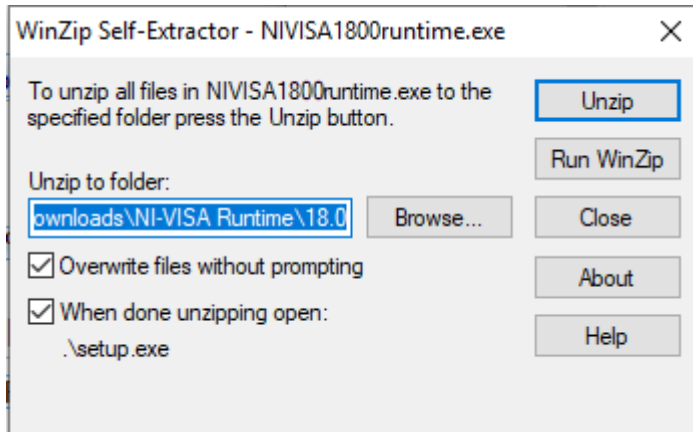 WinZip Self-Extractor - NIVISA1800runtime.exe
To unzip all files in NIVISA1800runtime.exe to the
specified folder press the Unzip button.
Unzip
Run WinZip
Unzip to folder:
ownloads\NI-VISA Runtime\18.0
Browse...
Close
Overwrite files without prompting
About
When done unzipping open:
.\setup.exe
Help